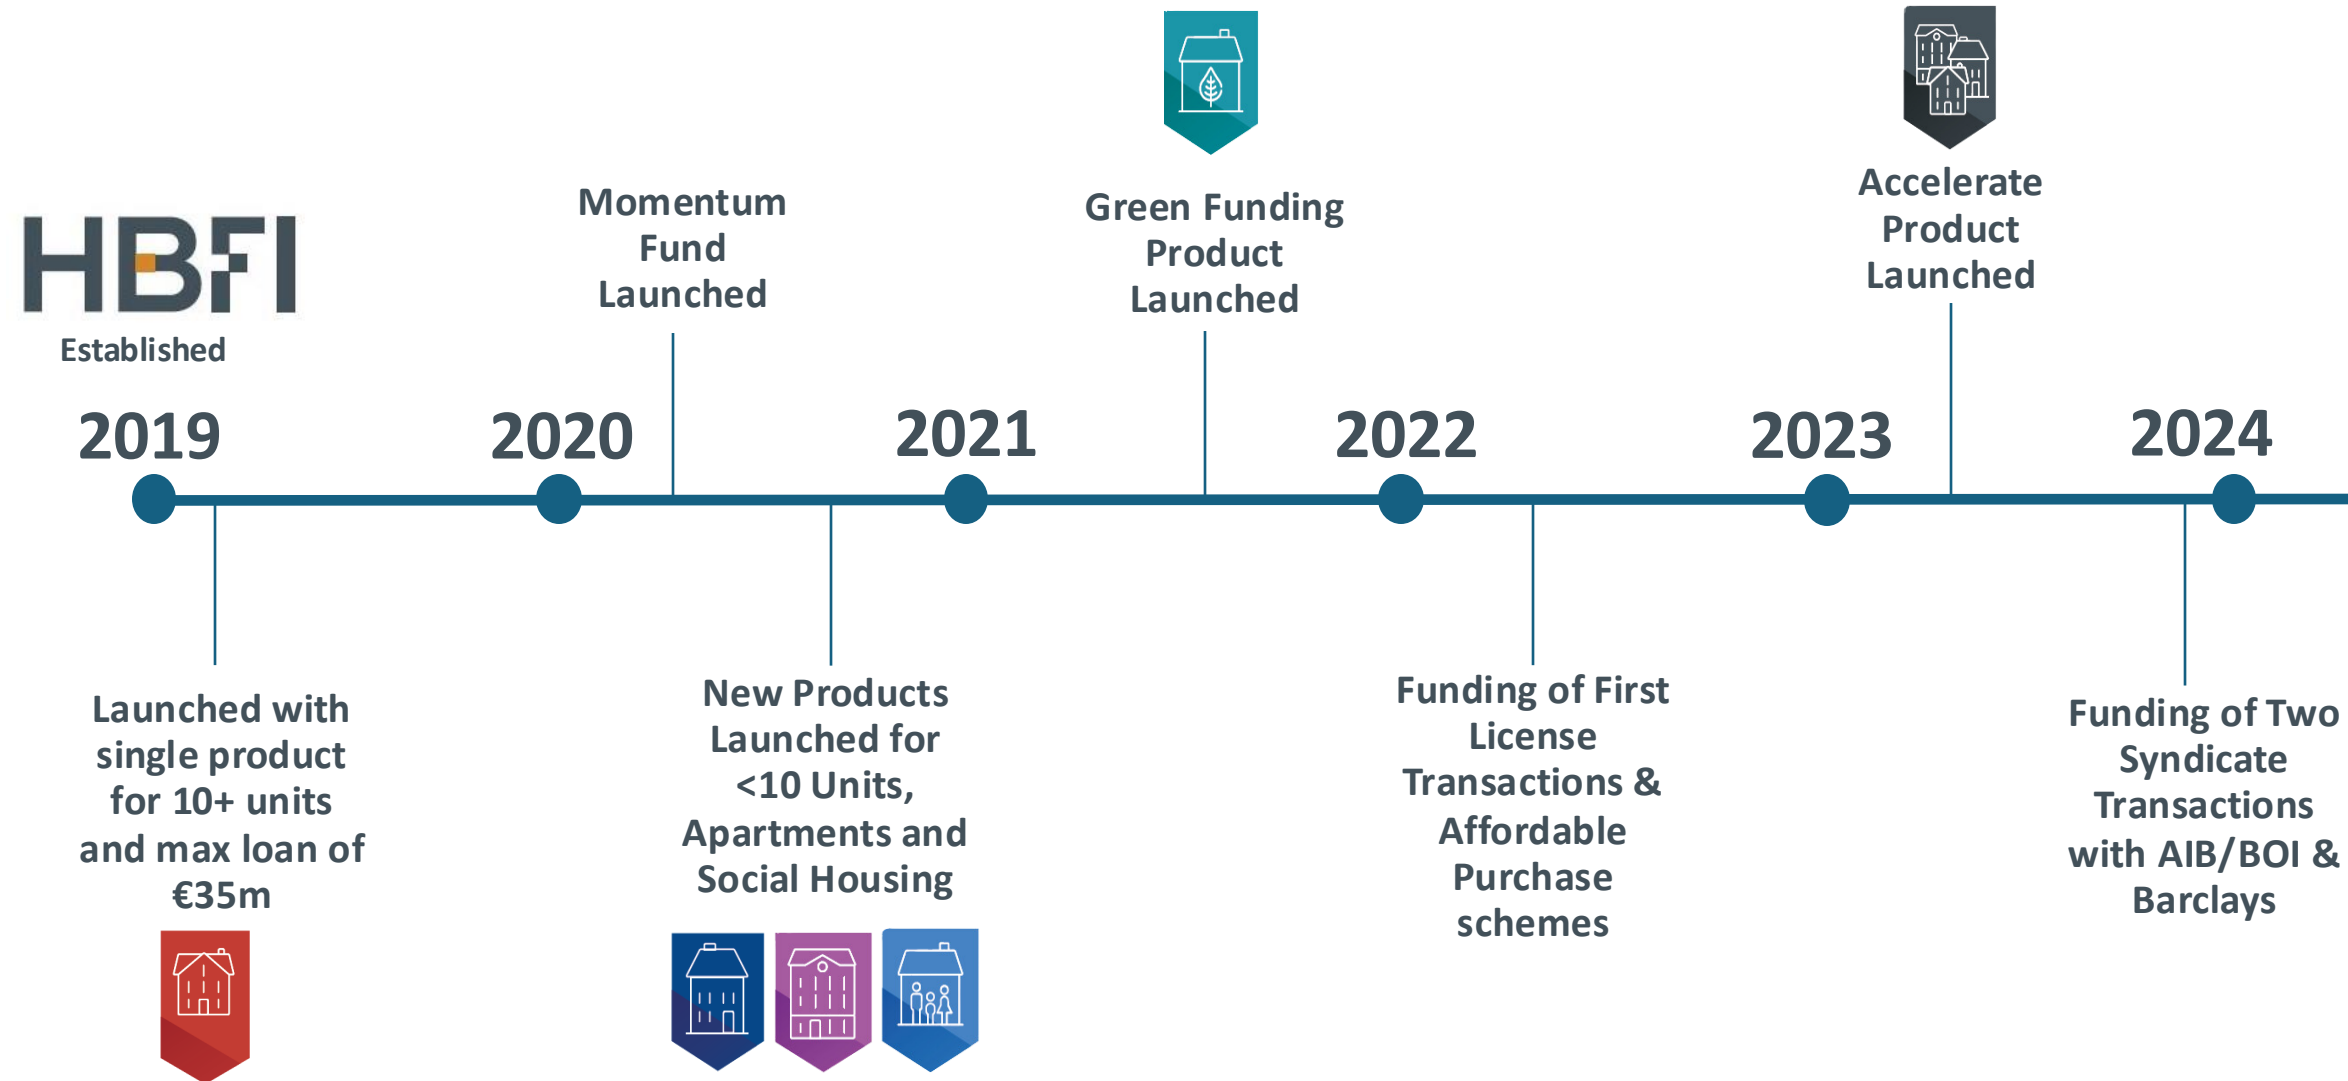 HBFI
Established
Momentum
Fund
Launched
Green Funding
Product
Launched
Accelerate
Product
Launched
2019
2020
2021
2022
2023
2024
Launched with
single product
for 10+ units
and max loan of
€35m
New Products
Launched for
<10 Units,
Apartments and
Social Housing
Funding of First
License
Transactions &
Affordable
Purchase
schemes
Funding of Two
Syndicate
Transactions
with AIB/BOI &
Barclays